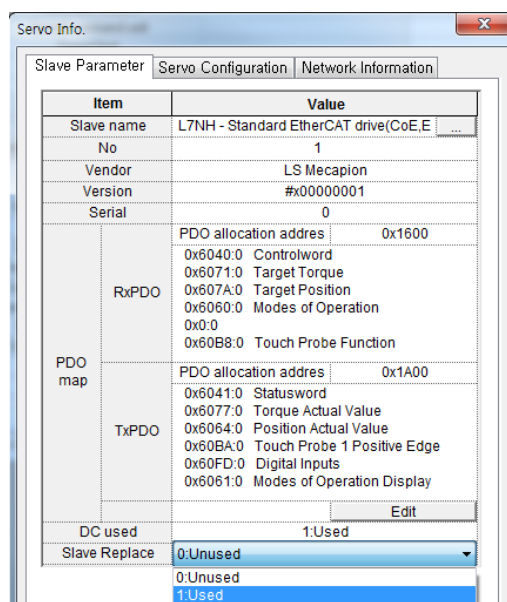 Servo Info.
Slave Parameter Servo Configuration Network Information
Item Value
Slave name L7NH - Standard EtherCAT drive(CoE,E ...
No 1
Vendor LS Mecapion
Version #x00000001
Serial 0
PDO map
RxPDO
PDO allocation addres 0x1600
0x6040:0 Controlword
0x6071:0 Target Torque
0x607A:0 Target Position
0x6060:0 Modes of Operation
0x0:0
0x60B8:0 Touch Probe Function
TxPDO
PDO allocation addres 0x1A00
0x6041:0 Statusword
0x6077:0 Torque Actual Value
0x6064:0 Position Actual Value
0x60BA:0 Touch Probe 1 Positive Edge
0x60FD:0 Digital Inputs
0x6061:0 Modes of Operation Display
Edit
DC used 1:Used
Slave Replace 0:Unused
0:Unused
1:Used